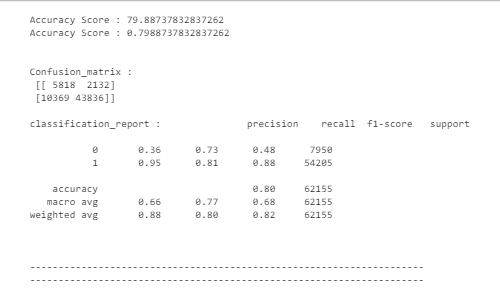 Accuracy Score : 79.88737832837262
Accuracy Score : 0.7988737832837262
Confusion_matrix :
[[ 5818  2132]
[10369 43836]]
classification_report :               precision    recall  f1-score   support
0       0.36      0.73      0.48      7950
1       0.95      0.81      0.88     54205
accuracy                           0.80     62155
macro avg       0.66      0.77      0.68     62155
weighted avg       0.88      0.80      0.82     62155
----------------------------------------------------------------------
----------------------------------------------------------------------